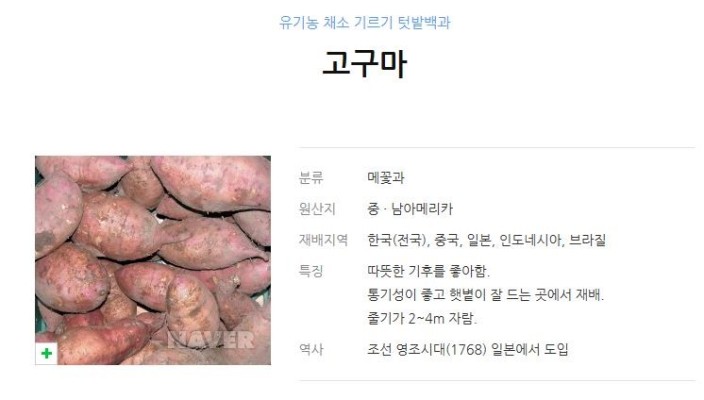 유기농 채소 기르기 텃밭백과
고구마
분류 메꽃과
원산지 중 · 남아메리카
재배지역 한국(전국), 중국, 일본, 인도네시아, 브라질
특징 따뜻한 기후를 좋아함.
통기성이 좋고 햇볕이 잘 드는 곳에서 재배.
줄기가 2~4m 자람.
역사 조선 영조시대(1768) 일본에서 도입
NAVER